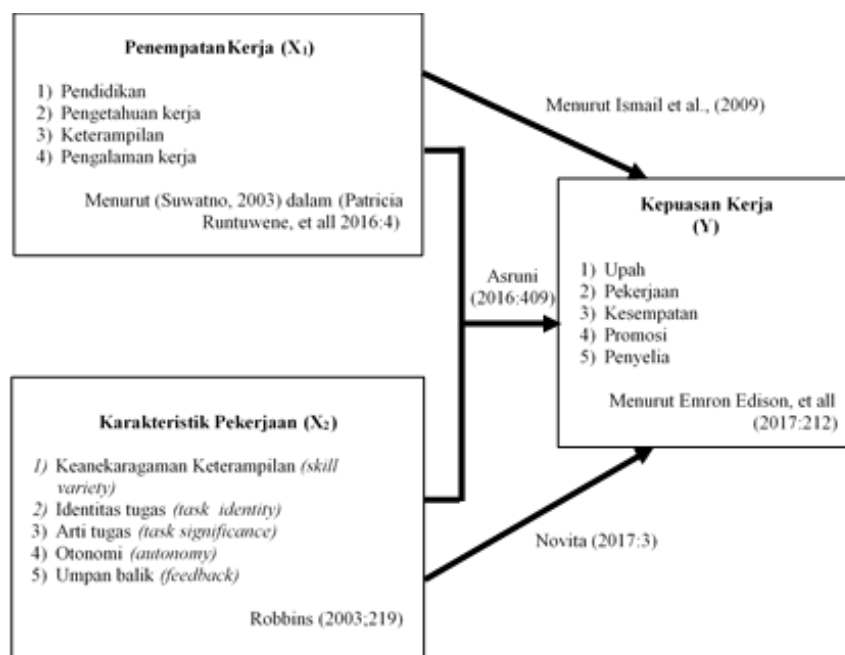 Penempatan Kerja (X₁)
1) Pendidikan
2) Pengetahuan kerja
3) Keterampilan
4) Pengalaman kerja
Menurut (Suwatno, 2003) dalam (Patricia
Runtuwene, et all 2016:4)
Menurut Ismail et al., (2009)
Kepuasan Kerja
(Y)
1) Upah
2) Pekerjaan
3) Kesempatan
4) Promosi
5) Penyelia
Menurut Emron Edison, et all
(2017:212)
Asruni
(2016:409)
Karakteristik Pekerjaan (X₂)
1) Keanekaragaman Keterampilan (skill
variety)
2) Identitas tugas (task identity)
3) Arti tugas (task significance)
4) Otonomi (autonomy)
5) Umpan balik (feedback)
Robbins (2003;219)
Novita (2017:3)